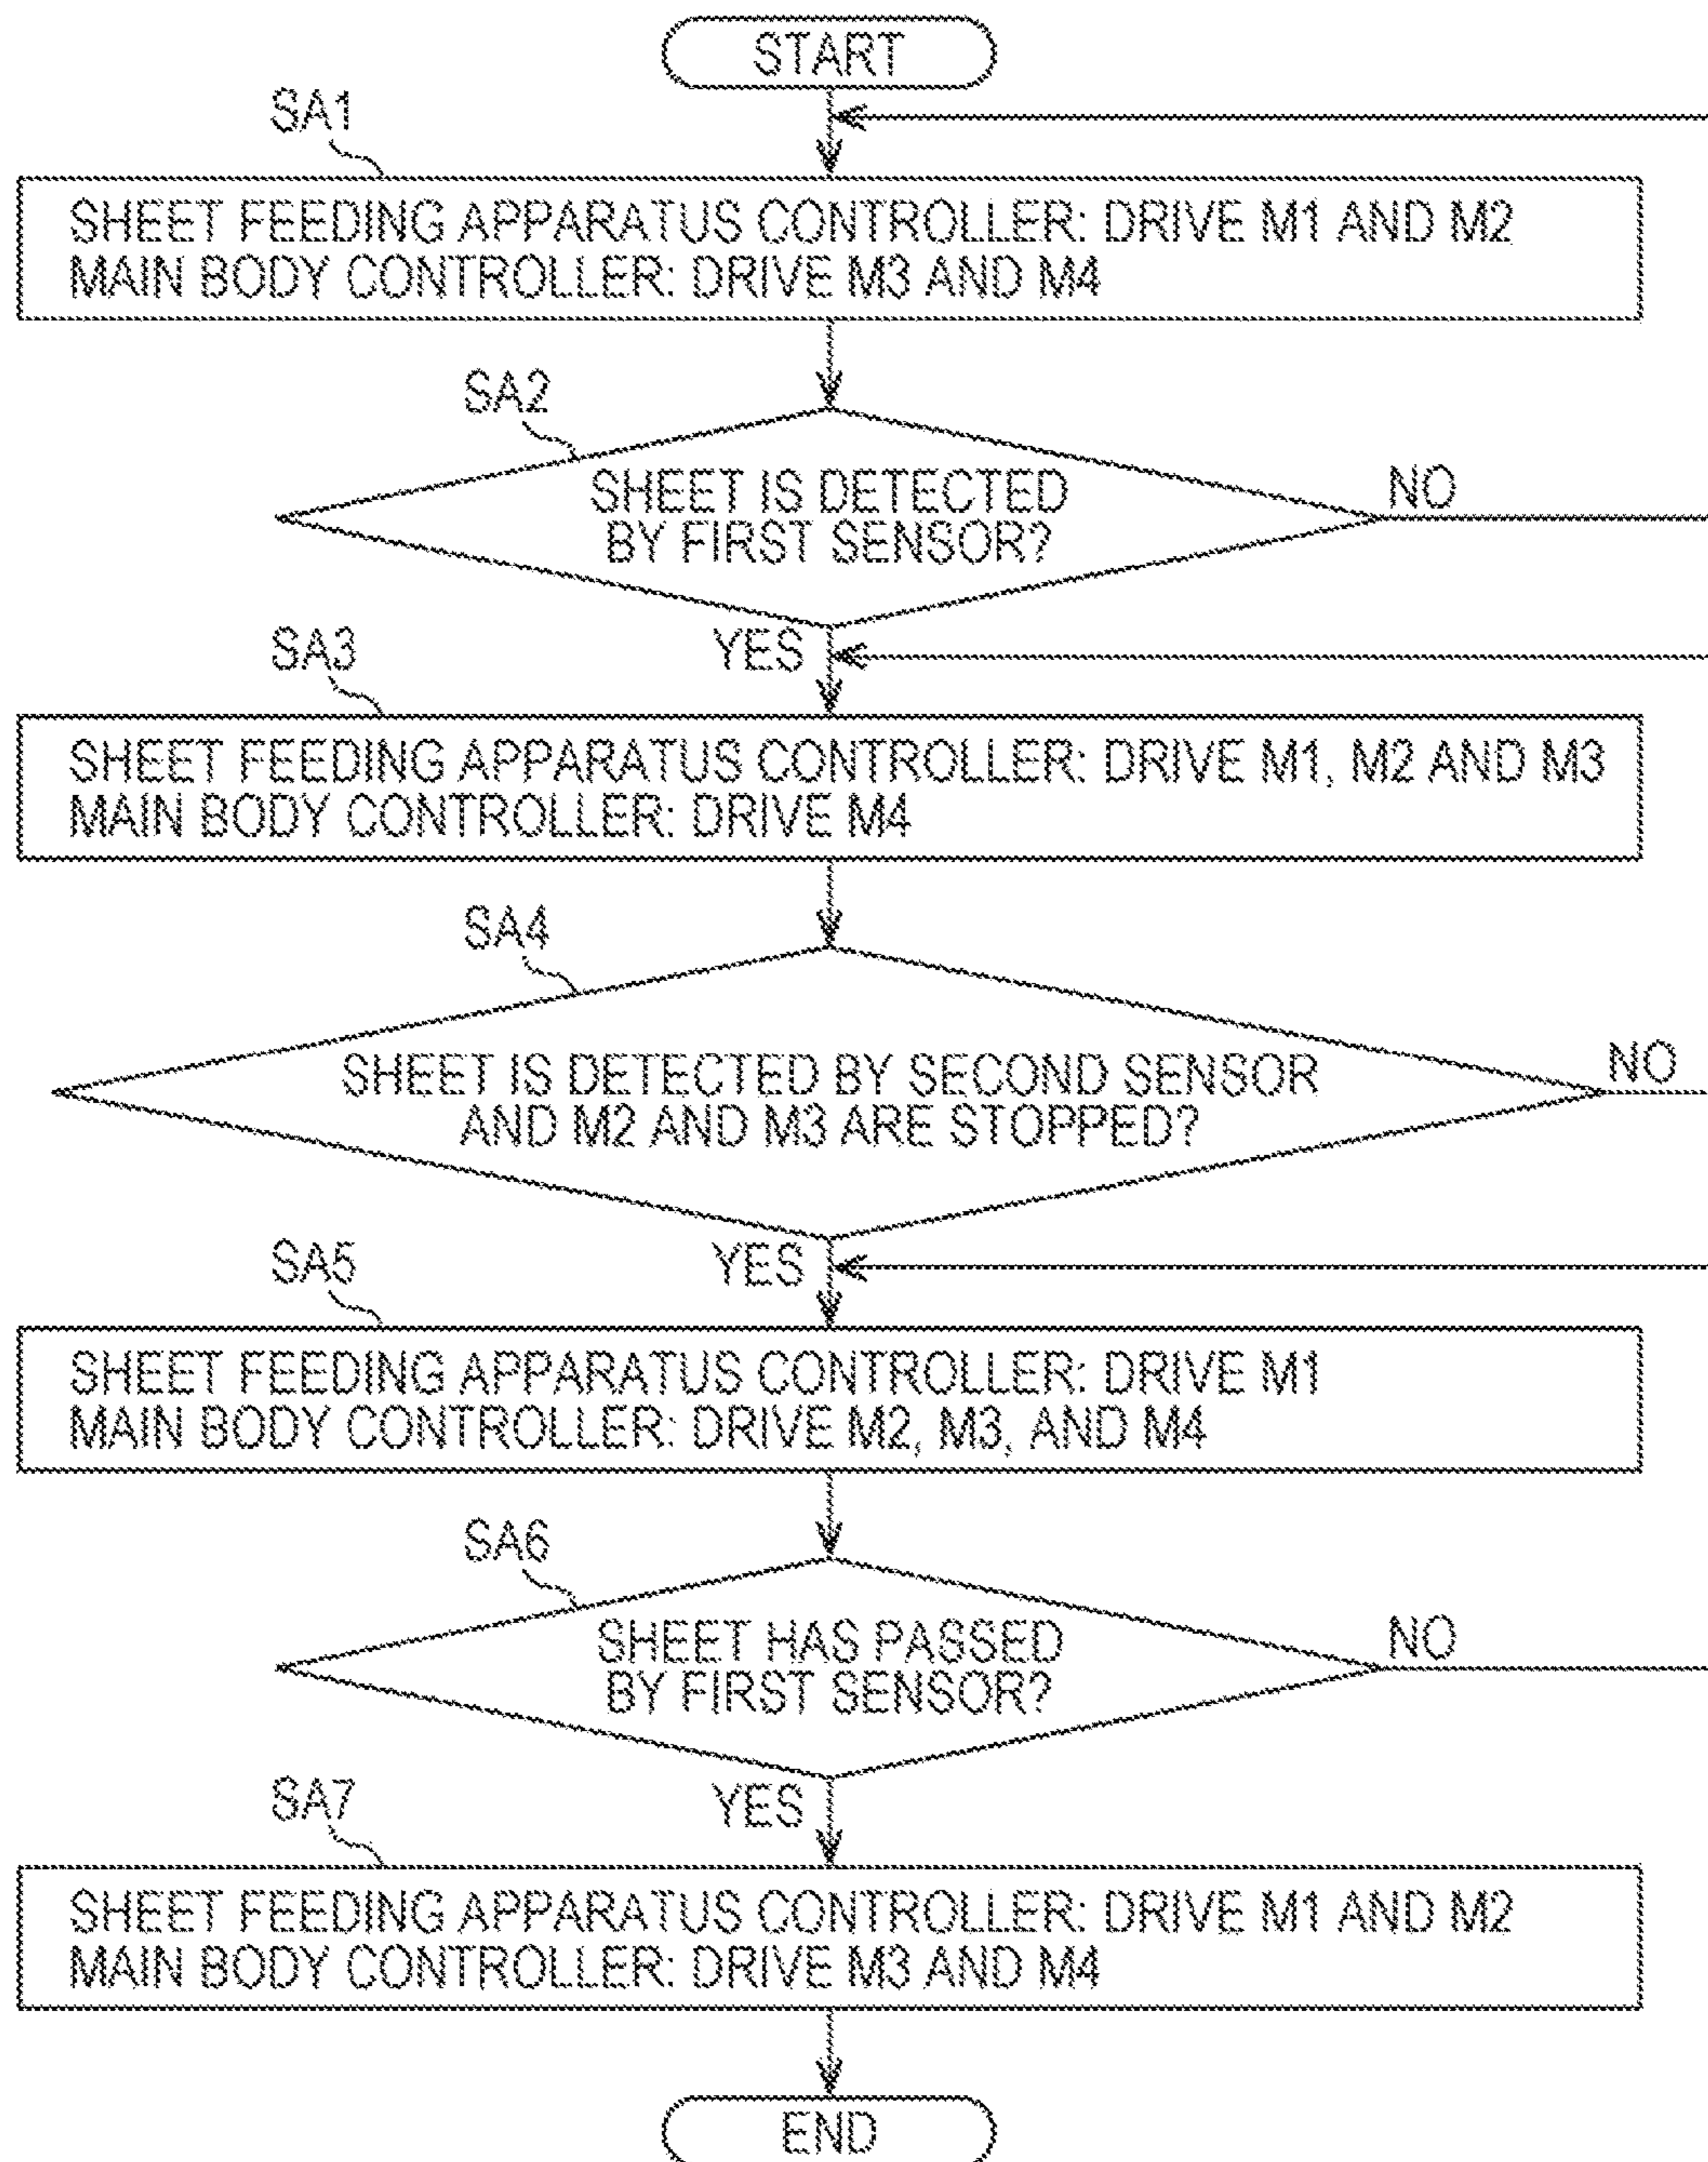 START
SA1
SHEET FEEDING APPARATUS CONTROLLER: DRIVE M1 AND M2
MAIN BODY CONTROLLER: DRIVE M3 AND M4
SA2
SHEET IS DETECTED
BY FIRST SENSOR?
NO
YES
SA3
SHEET FEEDING APPARATUS CONTROLLER: DRIVE M1, M2 AND M3
MAIN BODY CONTROLLER: DRIVE M4
SA4
SHEET IS DETECTED BY SECOND SENSOR
AND M2 AND M3 ARE STOPPED?
NO
YES
SA5
SHEET FEEDING APPARATUS CONTROLLER: DRIVE M1
MAIN BODY CONTROLLER: DRIVE M2, M3, AND M4
SA6
SHEET HAS PASSED
BY FIRST SENSOR?
NO
YES
SA7
SHEET FEEDING APPARATUS CONTROLLER: DRIVE M1 AND M2
MAIN BODY CONTROLLER: DRIVE M3 AND M4
END